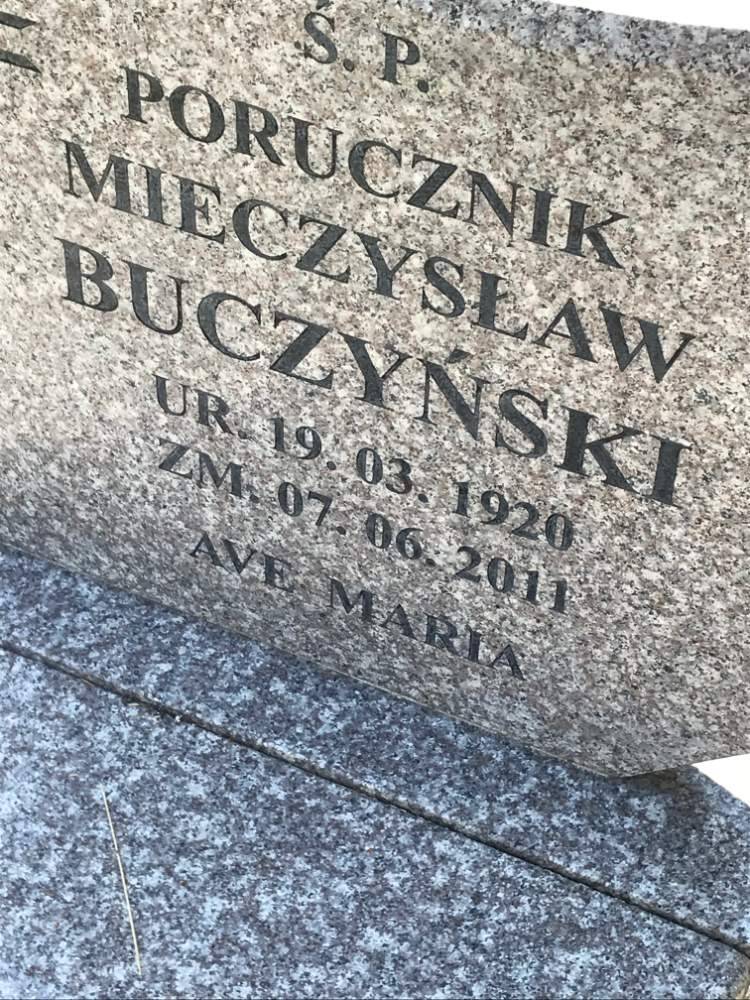 Ś. P.
PORUCZNIK
MIECZYSŁAW
BUCZYŃSKI
UR. 19. 03. 1920
ZM. 07. 06. 2011
AVE MARIA